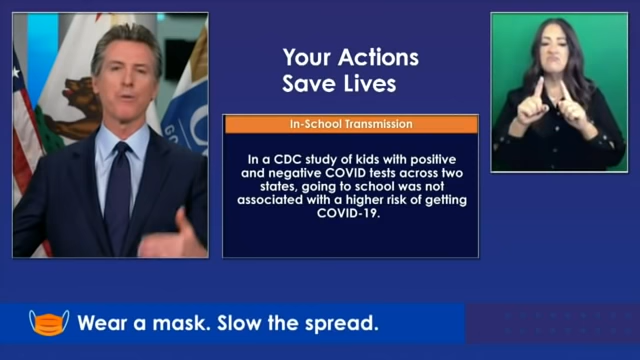 Your Actions
Save Lives
In-School Transmission
In a CDC study of kids with positive
and negative COVID tests across two
states, going to school was not
associated with a higher risk of getting
COVID-19.
Wear a mask. Slow the spread.